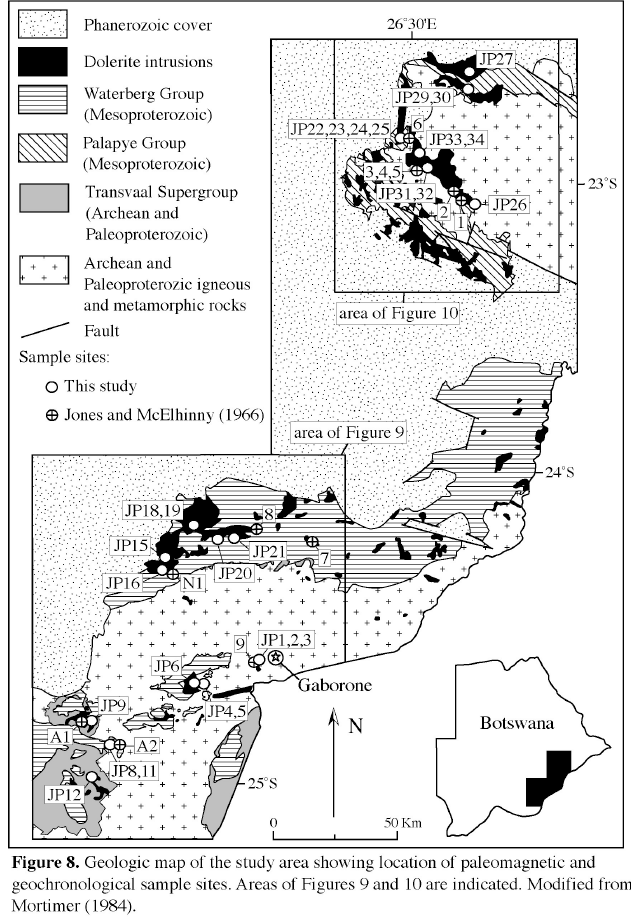 Phanerozoic cover
Dolerite intrusions
Waterberg Group
(Mesoproterozoic)
Palapye Group
(Mesoproterozoic)
Transvaal Supergroup
(Archean and
Paleoproterozoic)
Archean and
Paleoproterozic igneous
and metamorphic rocks
Fault
Sample sites:
This study
Jones and McElhinny (1966)
26°30'E
JP27
JP29,30
JP22,23,24,25
6
JP33,34
3,4,5
JP31,32
2
1
JP26
23°S
area of Figure 10
area of Figure 9
24°S
JP18,19
8
JP15
JP21
7
JP16
N1
JP20
9
JP1,2,3
JP6
Gaborone
JP4,5
JP9
A1
A2
JP8,11
JP12
N
25°S
0
50 Km
Botswana
Figure 8. Geologic map of the study area showing location of paleomagnetic and
geochronological sample sites. Areas of Figures 9 and 10 are indicated. Modified from
Mortimer (1984).